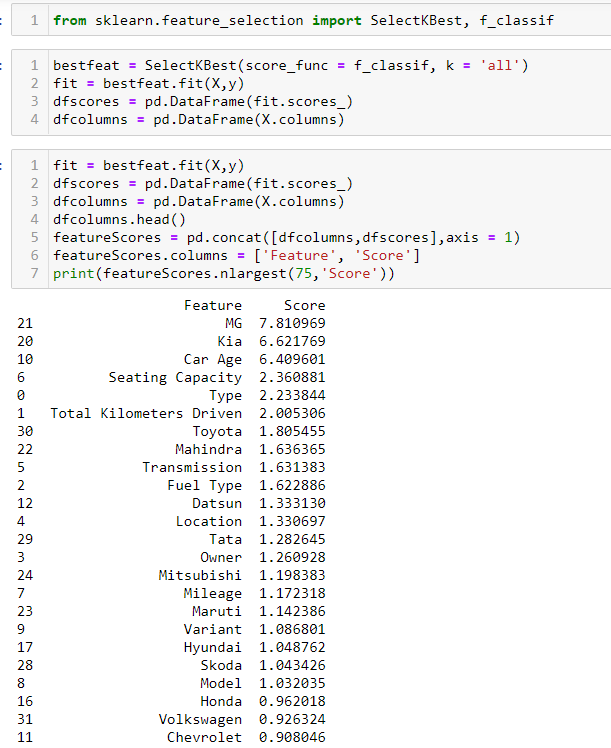 1 from sklearn.feature_selection import SelectKBest, f_classif
1 bestfeat = SelectKBest(score_func = f_classif, k = 'all')
2 fit = bestfeat.fit(X,y)
3 dfscores = pd.DataFrame(fit.scores_)
4 dfcolumns = pd.DataFrame(X.columns)
1 fit = bestfeat.fit(X,y)
2 dfscores = pd.DataFrame(fit.scores_)
3 dfcolumns = pd.DataFrame(X.columns)
4 dfcolumns.head()
5 featureScores = pd.concat([dfcolumns,dfscores],axis = 1)
6 featureScores.columns = ['Feature', 'Score']
7 print(featureScores.nlargest(75,'Score'))
Feature Score
21 MG 7.810969
20 Kia 6.621769
10 Car Age 6.409601
6 Seating Capacity 2.360881
0 Type 2.233844
1 Total Kilometers Driven 2.005306
30 Toyota 1.805455
22 Mahindra 1.636365
5 Transmission 1.631383
2 Fuel Type 1.622886
12 Datsun 1.333130
4 Location 1.330697
29 Tata 1.282645
3 Owner 1.260928
24 Mitsubishi 1.198383
7 Mileage 1.172318
23 Maruti 1.142386
9 Variant 1.086801
17 Hyundai 1.048762
28 Skoda 1.043426
8 Model 1.032035
16 Honda 0.962018
31 Volkswagen 0.926324
11 Chevrolet 0.908046